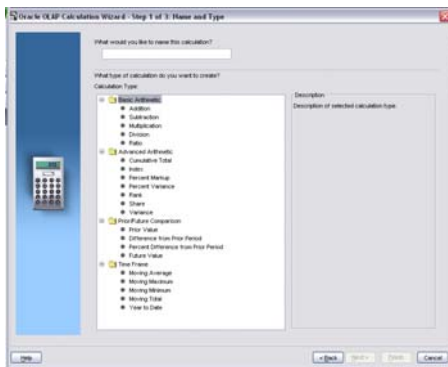 Oracle OLAP Calculation Wizard - Step 1 of 3: Name and Type
What would you like to name this calculation?
What type of calculation do you want to create?
Calculation Type:
Basic Arithmetic
Addition
Subtraction
Multiplication
Division
Ratio
Advanced Arithmetic
Cumulative Total
Index
Percent Markup
Percent Variance
Rank
Share
Variance
Prior/Future Comparison
Prior Value
Difference from Prior Period
Percent Difference from Prior Period
Future Value
Time Frame
Moving Average
Moving Maximum
Moving Minimum
Moving Total
Year to Date
Description
Description of selected calculation type.
Help
< Back
Next >
Finish
Cancel